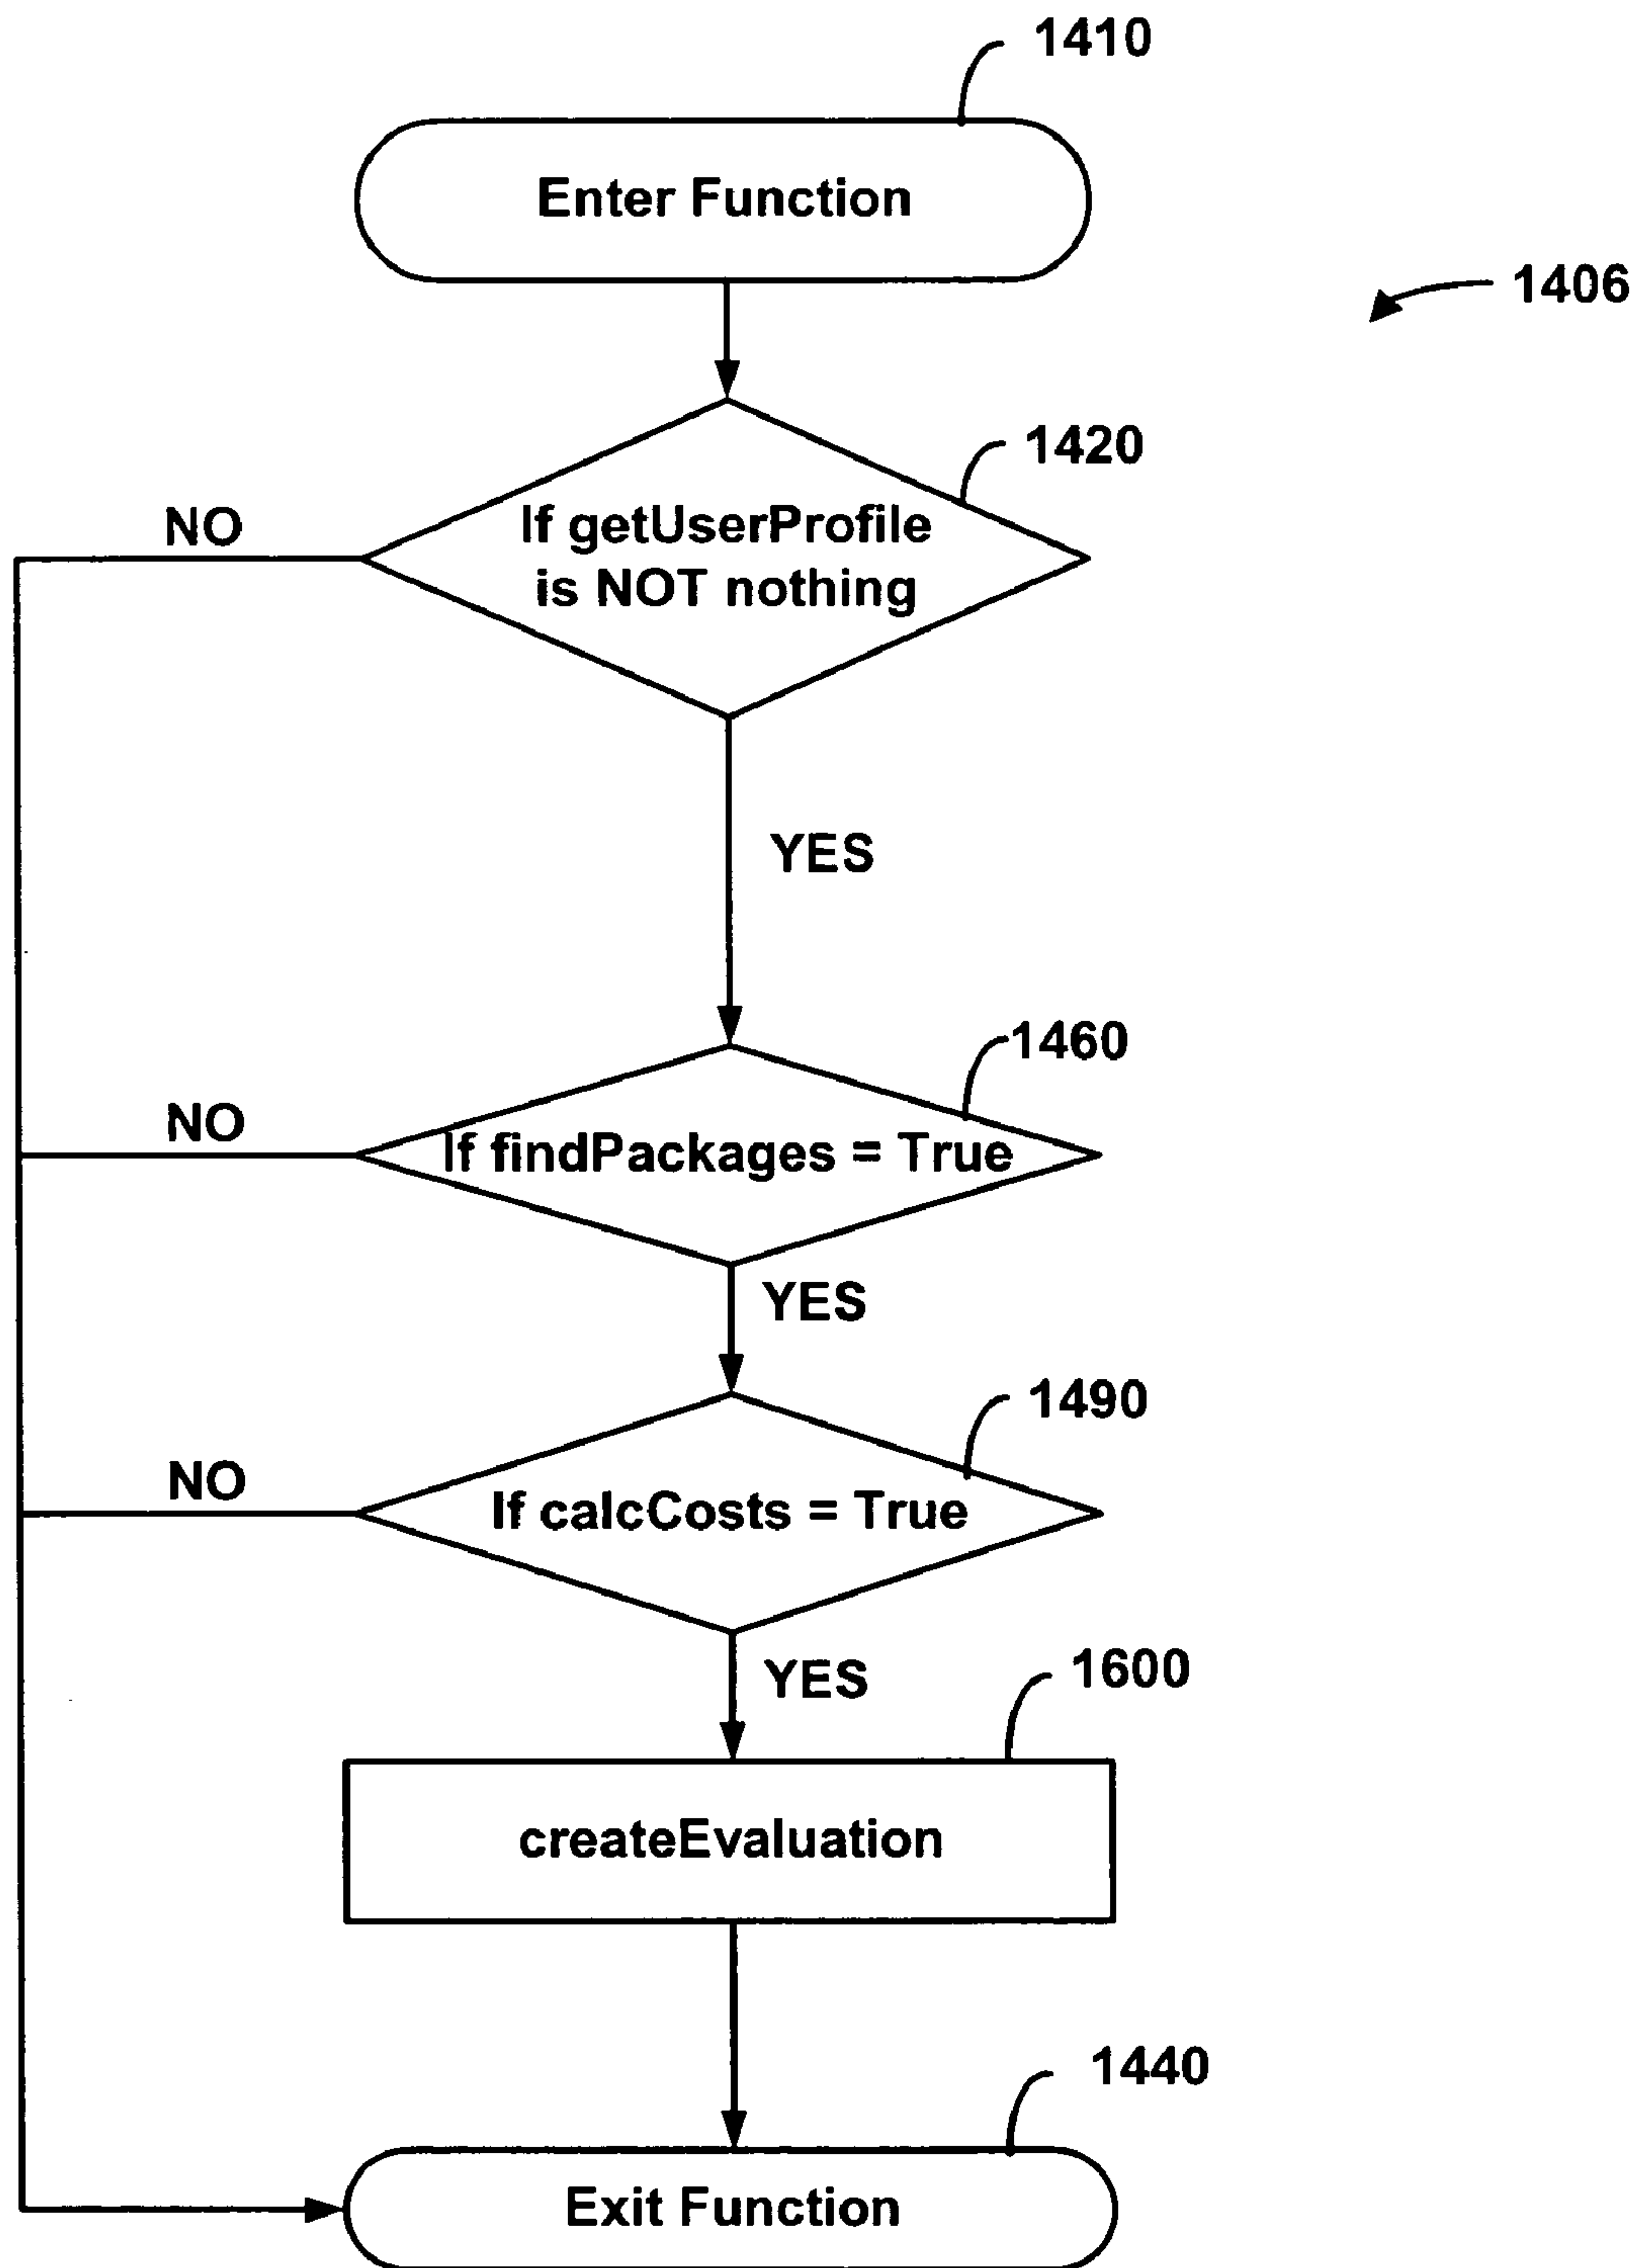 1410
Enter Function
1406
1420
If getUserProfile
is NOT nothing
NO
YES
1460
If findPackages = True
NO
YES
1490
If calcCosts = True
NO
YES
1600
createEvaluation
1440
Exit Function